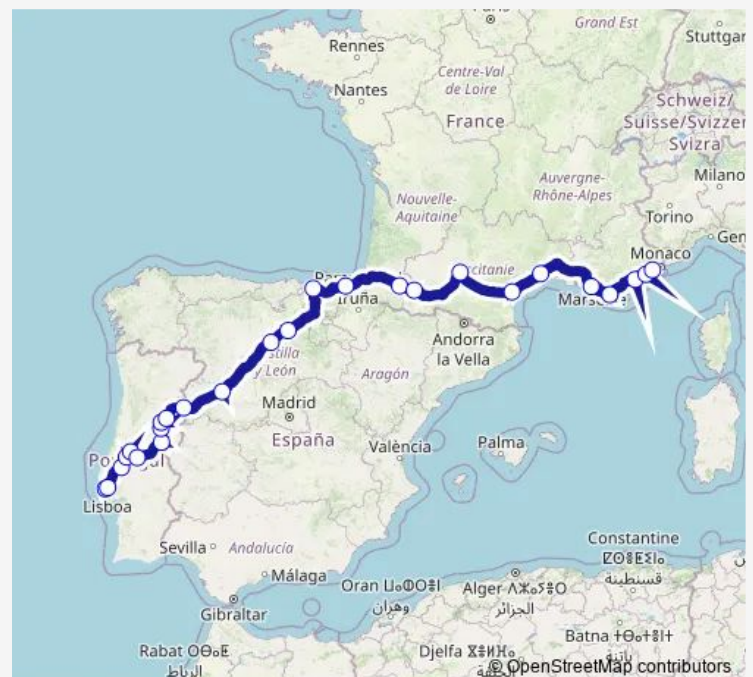 Grand Est
Rennes
Stuttgar
Centre-Val
de Loire
Nantes
France
Schweiz/
Suisse/Svizzer
Svizra
Auvergne-
Rhône-Alpes
Milano
Nouvelle-
Aquitaine
Torino
Gen
Monaco
Iruña
Andorra
la Vella
y León
Aragón
Madrid
España
València
Palma
Lisboa
Sevilla
Andalucía
Málaga
Gibraltar
Constantine
قسنطينة
Oran
وهران
Alger
الجزائر
Batna
باتنة
Rabat
الرباط
Djelfa
© OpenStreetMap contributors